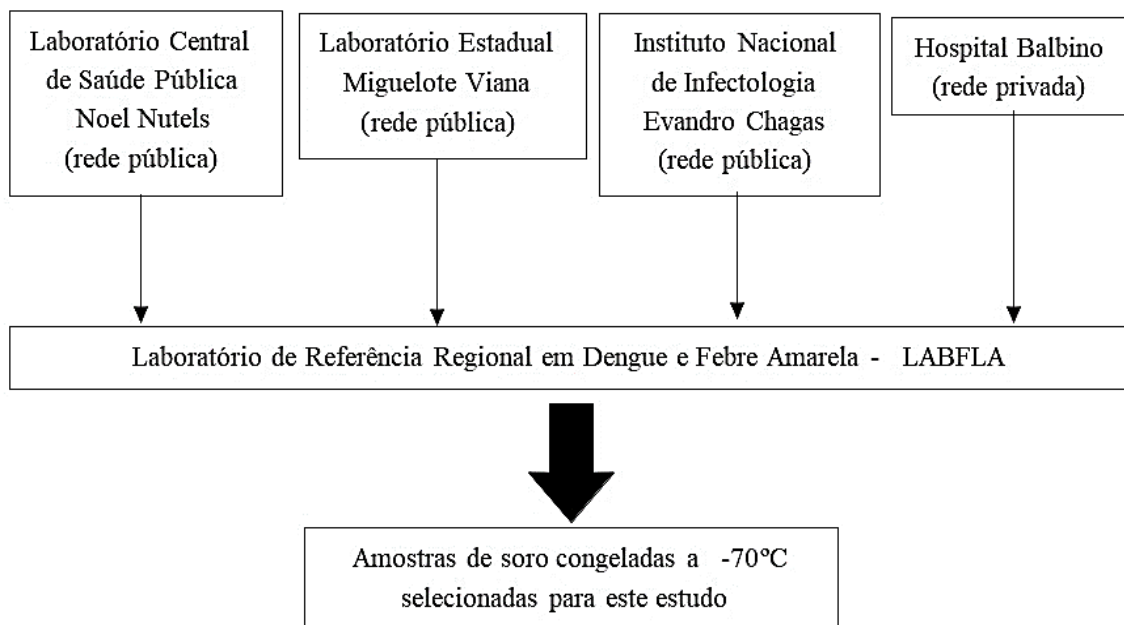 Laboratório Central
de Saúde Pública
Noel Nutels
(rede pública)
Laboratório Estadual
Miguelote Viana
(rede pública)
Instituto Nacional
de Infectologia
Evandro Chagas
(rede pública)
Hospital Balbino
(rede privada)
Laboratório de Referência Regional em Dengue e Febre Amarela - LABFLA
Amostras de soro congeladas a -70ºC
selecionadas para este estudo